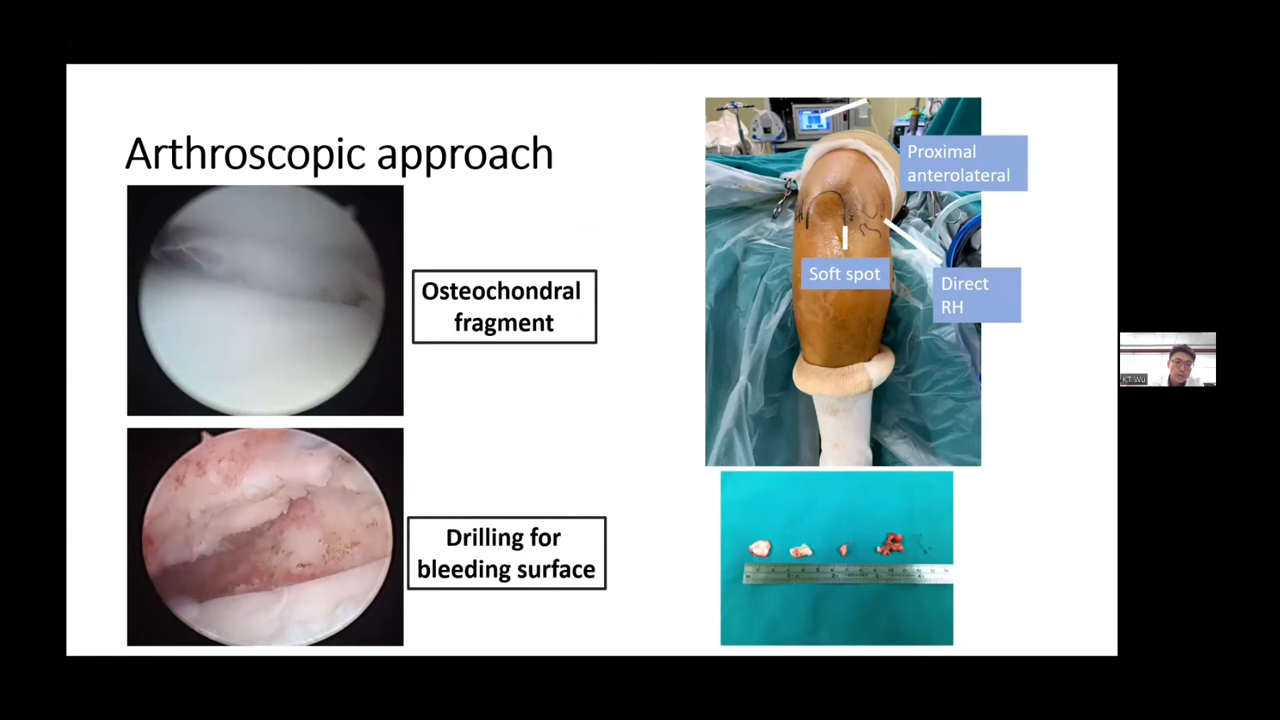 Arthroscopic approach
Osteochondral
fragment
Drilling for
bleeding surface
Proximal
anterolateral
Soft spot
Direct
RH
KT Wu